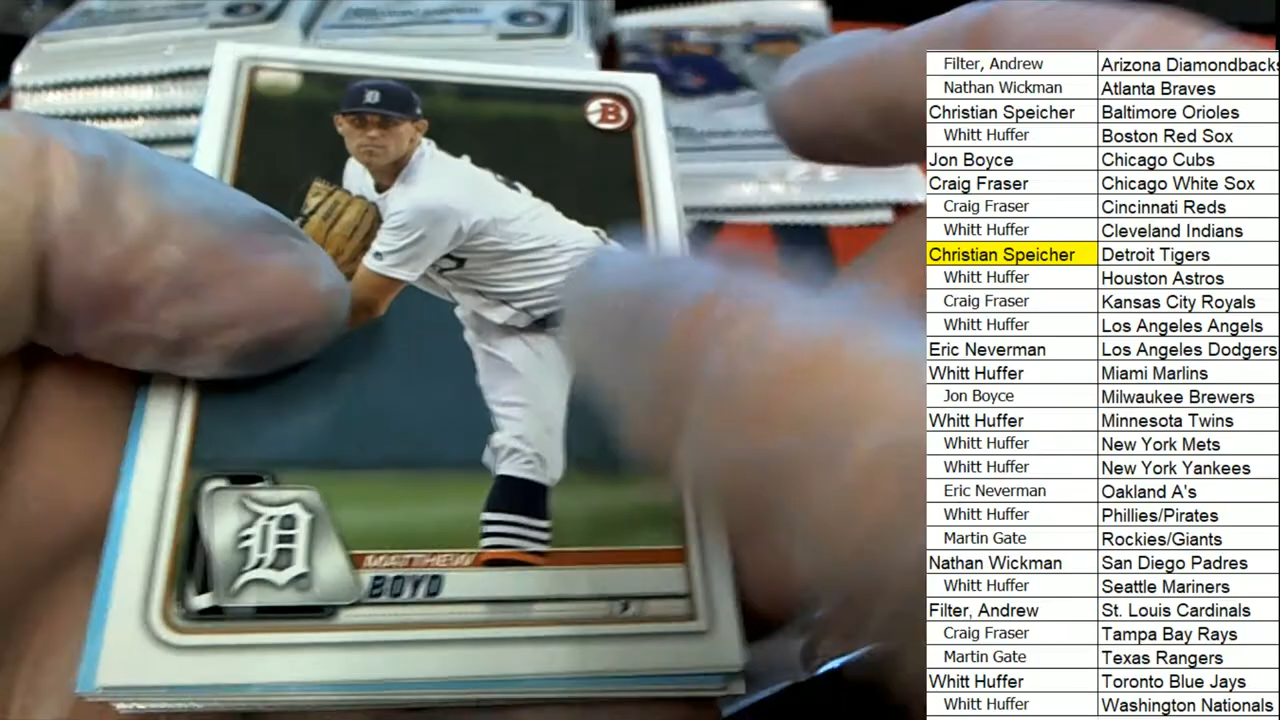 D
B
D
MATTHEW
BOYD
P
Filter, Andrew Arizona Diamondbacks
Nathan Wickman Atlanta Braves
Christian Speicher Baltimore Orioles
Whitt Huffer Boston Red Sox
Jon Boyce Chicago Cubs
Craig Fraser Chicago White Sox
Craig Fraser Cincinnati Reds
Whitt Huffer Cleveland Indians
Christian Speicher Detroit Tigers
Whitt Huffer Houston Astros
Craig Fraser Kansas City Royals
Whitt Huffer Los Angeles Angels
Eric Neverman Los Angeles Dodgers
Whitt Huffer Miami Marlins
Jon Boyce Milwaukee Brewers
Whitt Huffer Minnesota Twins
Whitt Huffer New York Mets
Whitt Huffer New York Yankees
Eric Neverman Oakland A's
Whitt Huffer Phillies/Pirates
Martin Gate Rockies/Giants
Nathan Wickman San Diego Padres
Whitt Huffer Seattle Mariners
Filter, Andrew St. Louis Cardinals
Craig Fraser Tampa Bay Rays
Martin Gate Texas Rangers
Whitt Huffer Toronto Blue Jays
Whitt Huffer Washington Nationals